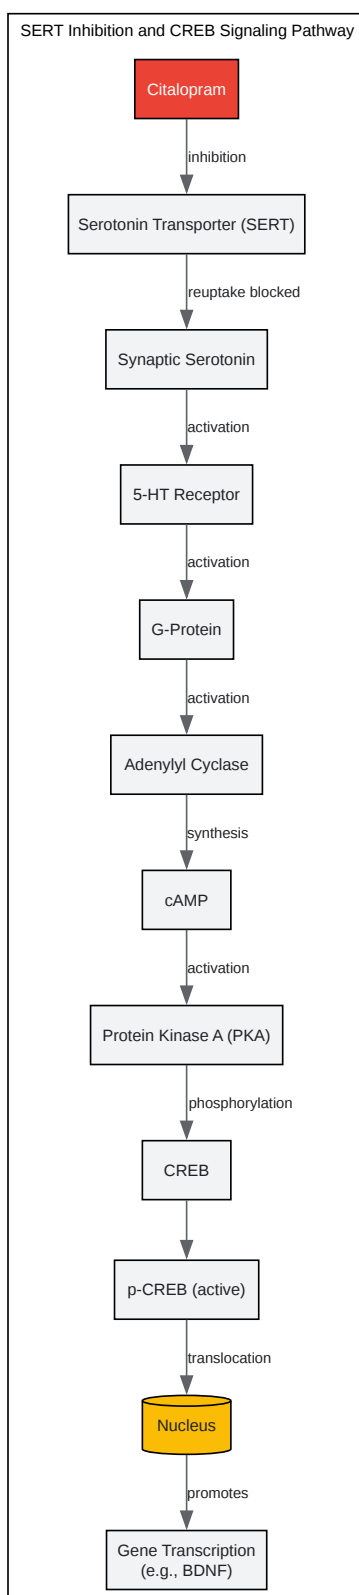 SERT Inhibition and CREB Signaling Pathway
Citalopram
inhibition
Serotonin Transporter (SERT)
reuptake blocked
Synaptic Serotonin
activation
5-HT Receptor
activation
G-Protein
activation
Adenylyl Cyclase
synthesis
cAMP
activation
Protein Kinase A (PKA)
phosphorylation
CREB
p-CREB (active)
translocation
Nucleus
promotes
Gene Transcription
(e.g., BDNF)